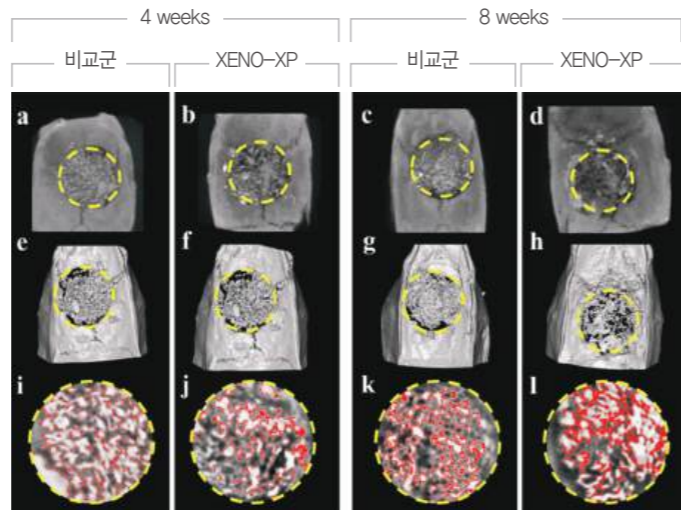 4 weeks 8 weeks
비교군 XENO-XP 비교군 XENO-XP
a b c d
e f g h
i j k l